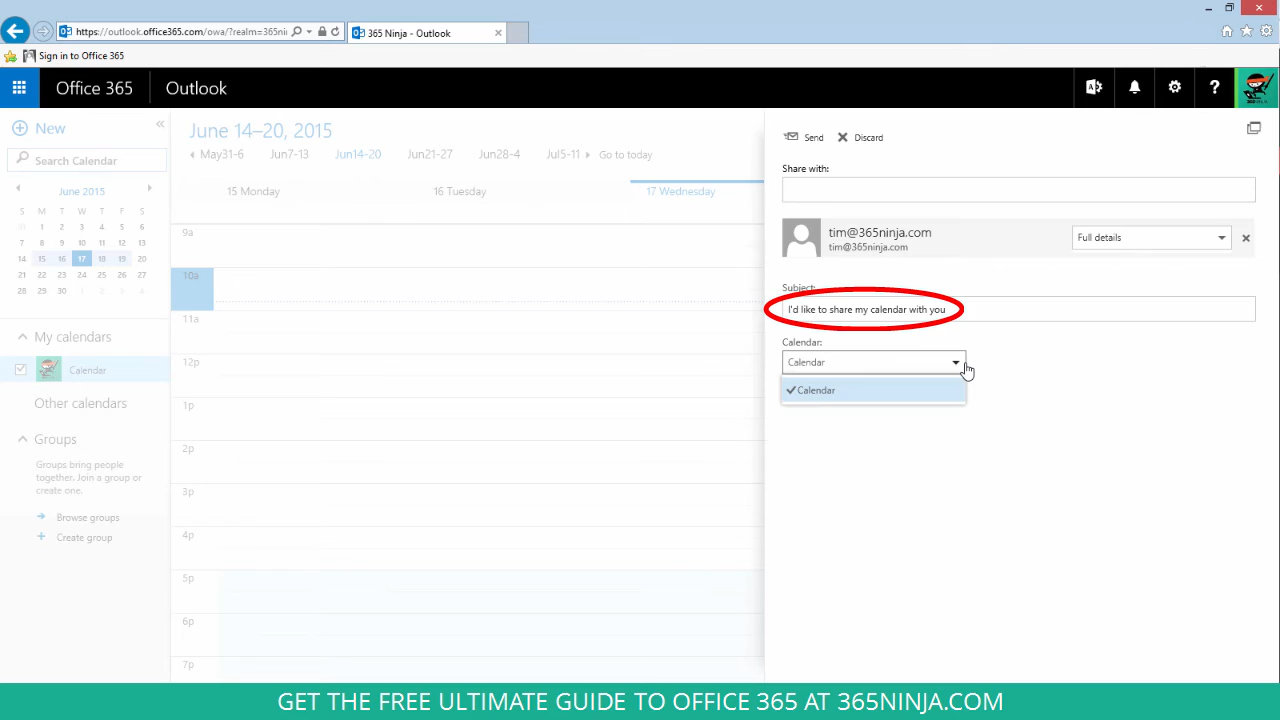 https://outlook.office365.com/owa/?realm=365ni
365 Ninja - Outlook
Sign in to Office 365
Office 365
Outlook
?
New
Search Calendar
June 2015
S M T W T F S
31 1 2 3 4 5 6
7 8 9 10 11 12 13
14 15 16 17 18 19 20
21 22 23 24 25 26 27
28 29 30
My calendars
Calendar
Other calendars
Groups
Groups bring people
together. Join a group or
create one.
Browse groups
Create group
June 14–20, 2015
May31-6 Jun7-13 Jun14-20 Jun21-27 Jun28-4 Jul5-11 Go to today
15 Monday 16 Tuesday 17 Wednesday
9a
10a
11a
12p
1p
2p
3p
4p
5p
6p
7p
Send Discard
Share with:
tim@365ninja.com
tim@365ninja.com
Full details
Subject:
I'd like to share my calendar with you
Calendar:
Calendar
Calendar
GET THE FREE ULTIMATE GUIDE TO OFFICE 365 AT 365NINJA.COM